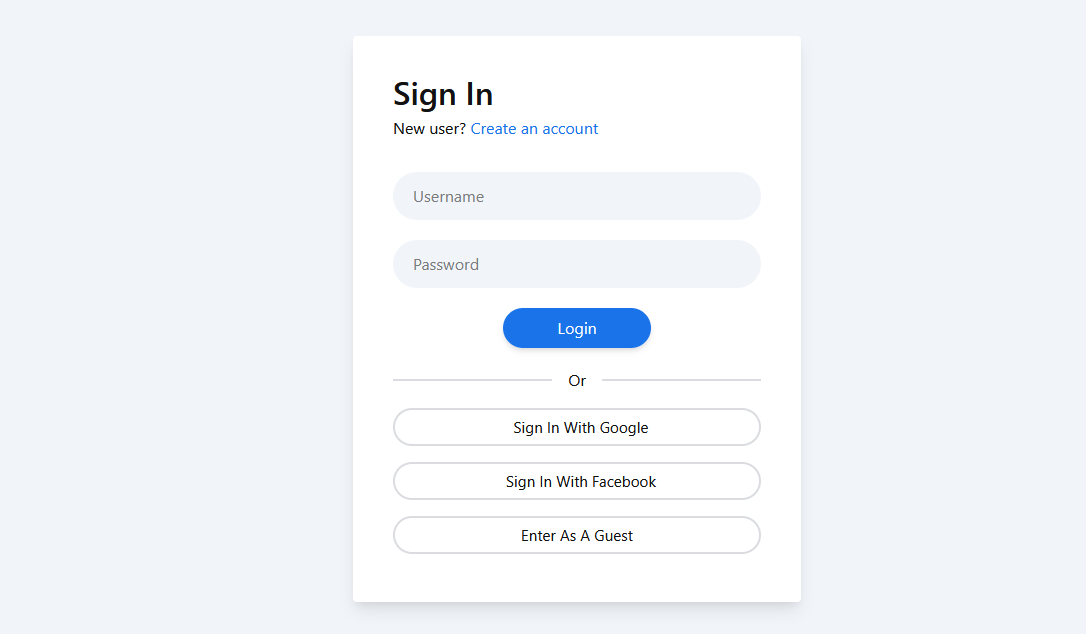 Sign In
New user? Create an account
Username
Password
Login
Or
Sign In With Google
Sign In With Facebook
Enter As A Guest